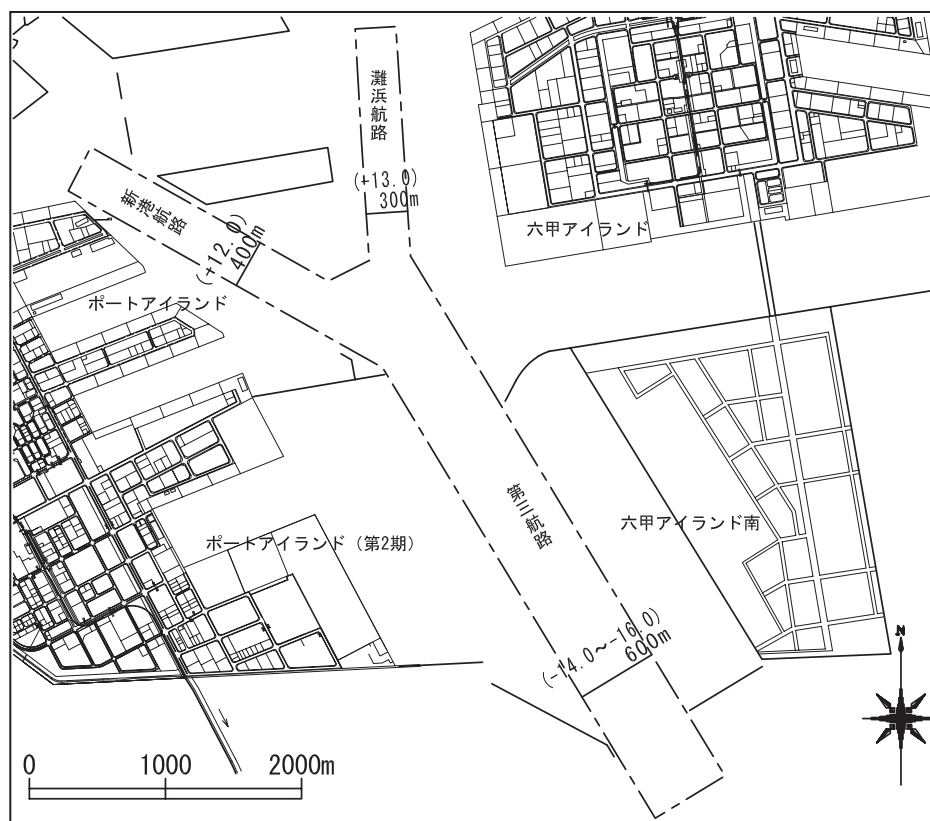 灘浜航路
(+13.0)
300m
新港航路
(+12.0)
400m
六甲アイランド
ポートアイランド
第三航路
六甲アイランド南
ポートアイランド（第2期）
(-14.0～-16.0)
600m
N
0 1000 2000m